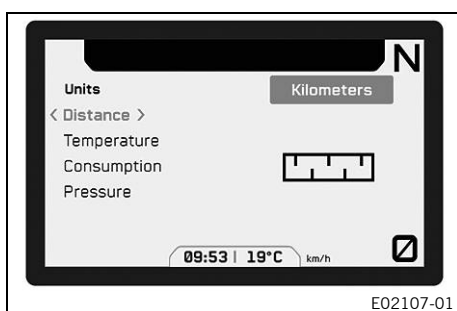 N
Units
Kilometers
< Distance >
Temperature
Consumption
Pressure
09:53 | 19°C km/h
0
E02107-01